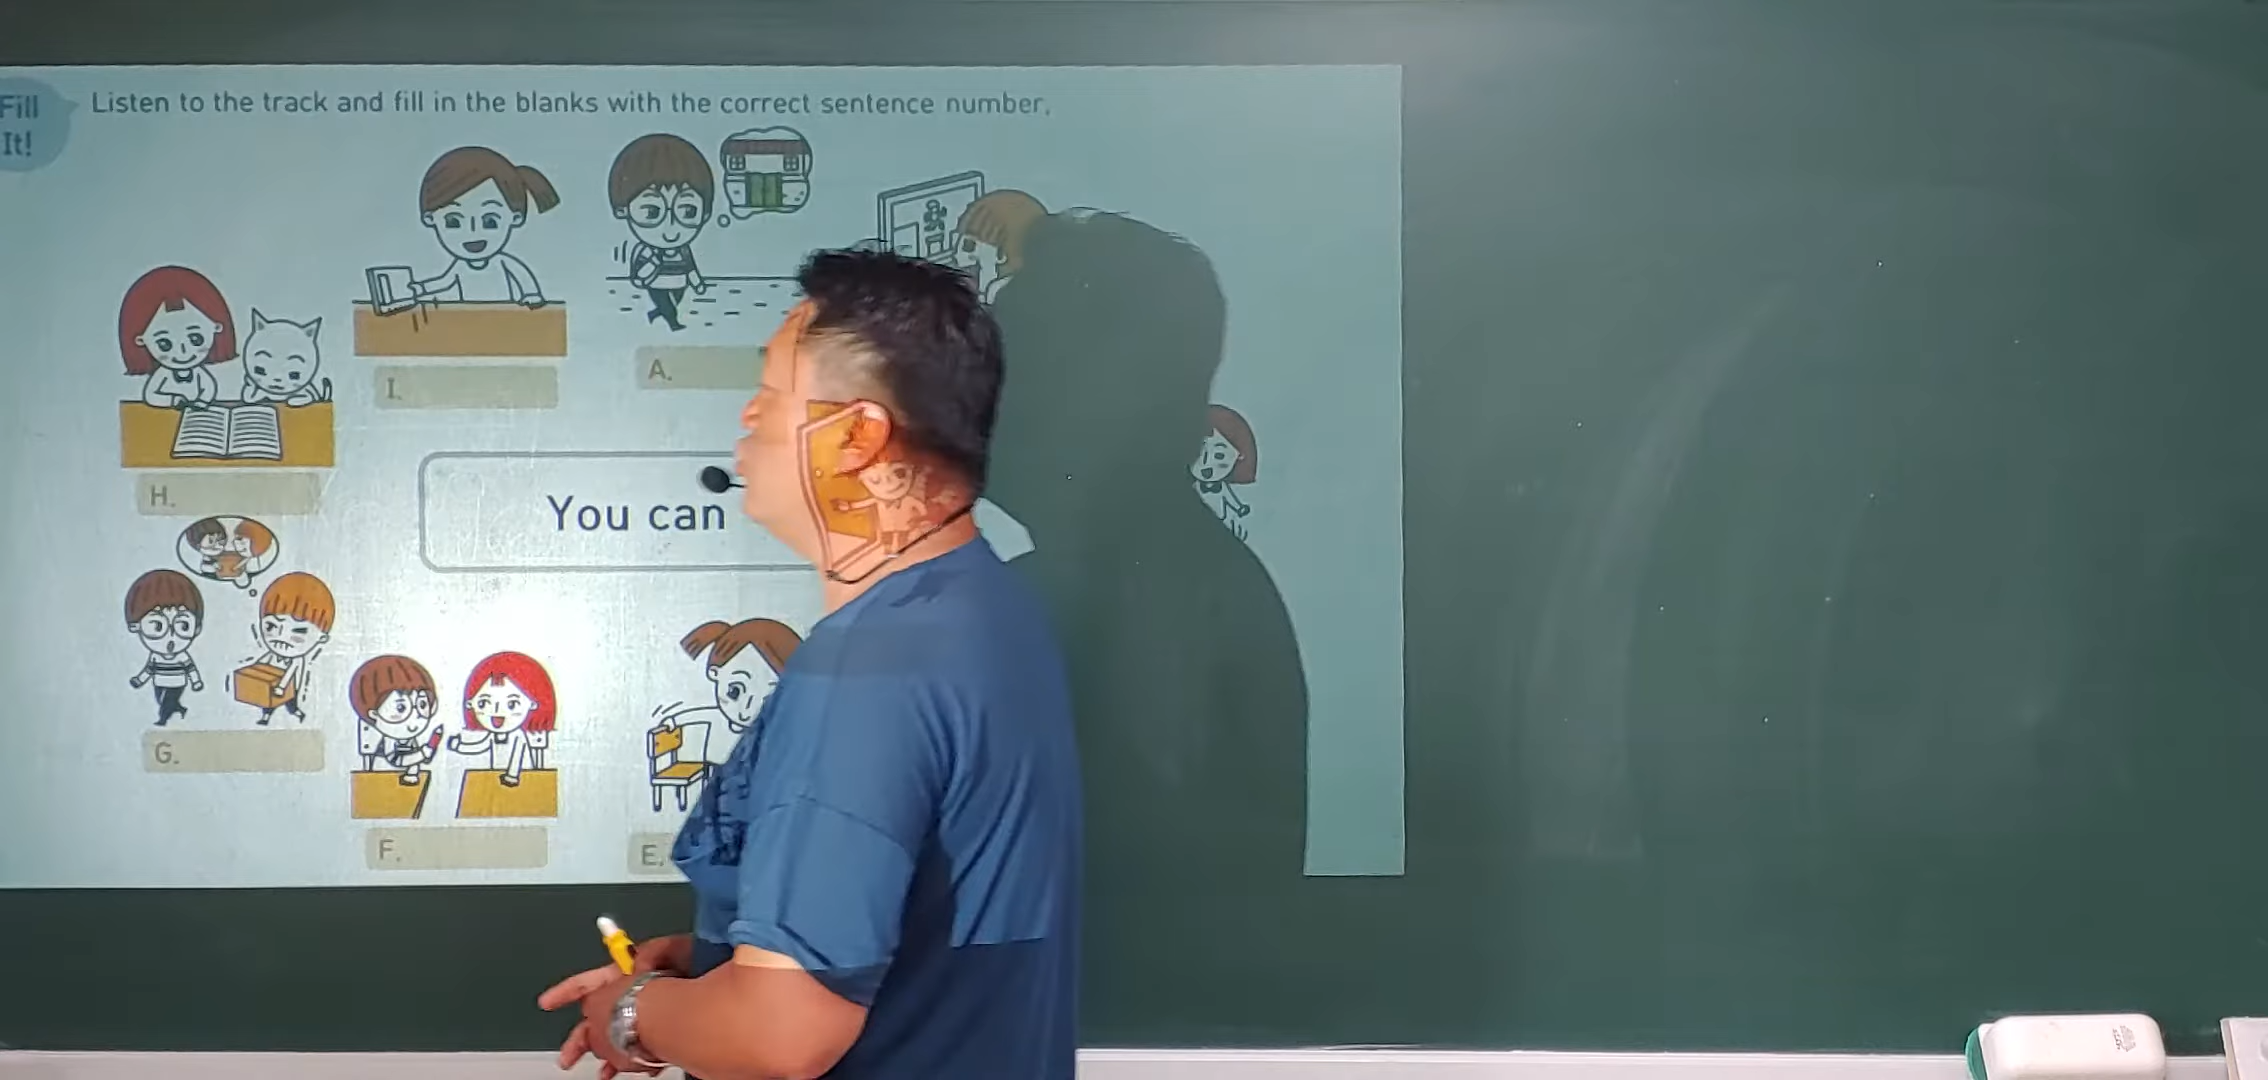 Fill
It!
Listen to the track and fill in the blanks with the correct sentence number.
I.
A.
H.
You can
G.
F.
E.